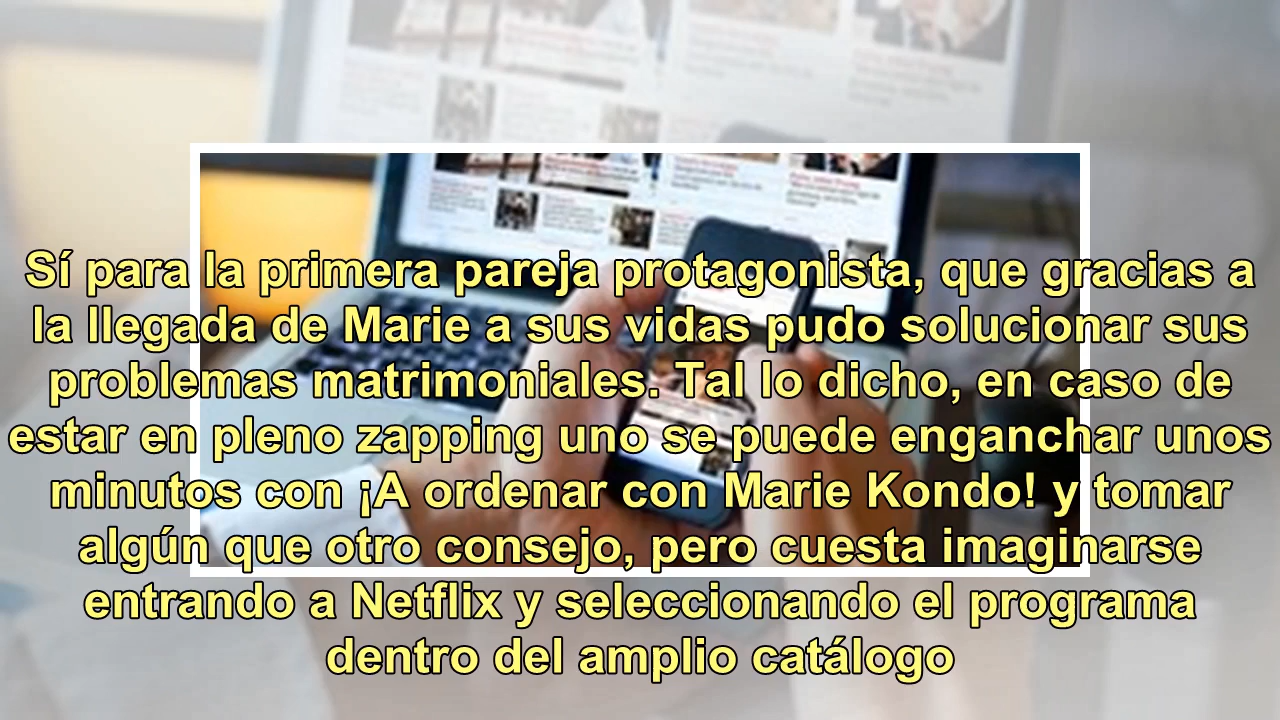 Sí para la primera pareja protagonista, que gracias a
la llegada de Marie a sus vidas pudo solucionar sus
problemas matrimoniales. Tal lo dicho, en caso de
estar en pleno zapping uno se puede enganchar unos
minutos con ¡A ordenar con Marie Kondo! y tomar
algún que otro consejo, pero cuesta imaginarse
entrando a Netflix y seleccionando el programa
dentro del amplio catálogo